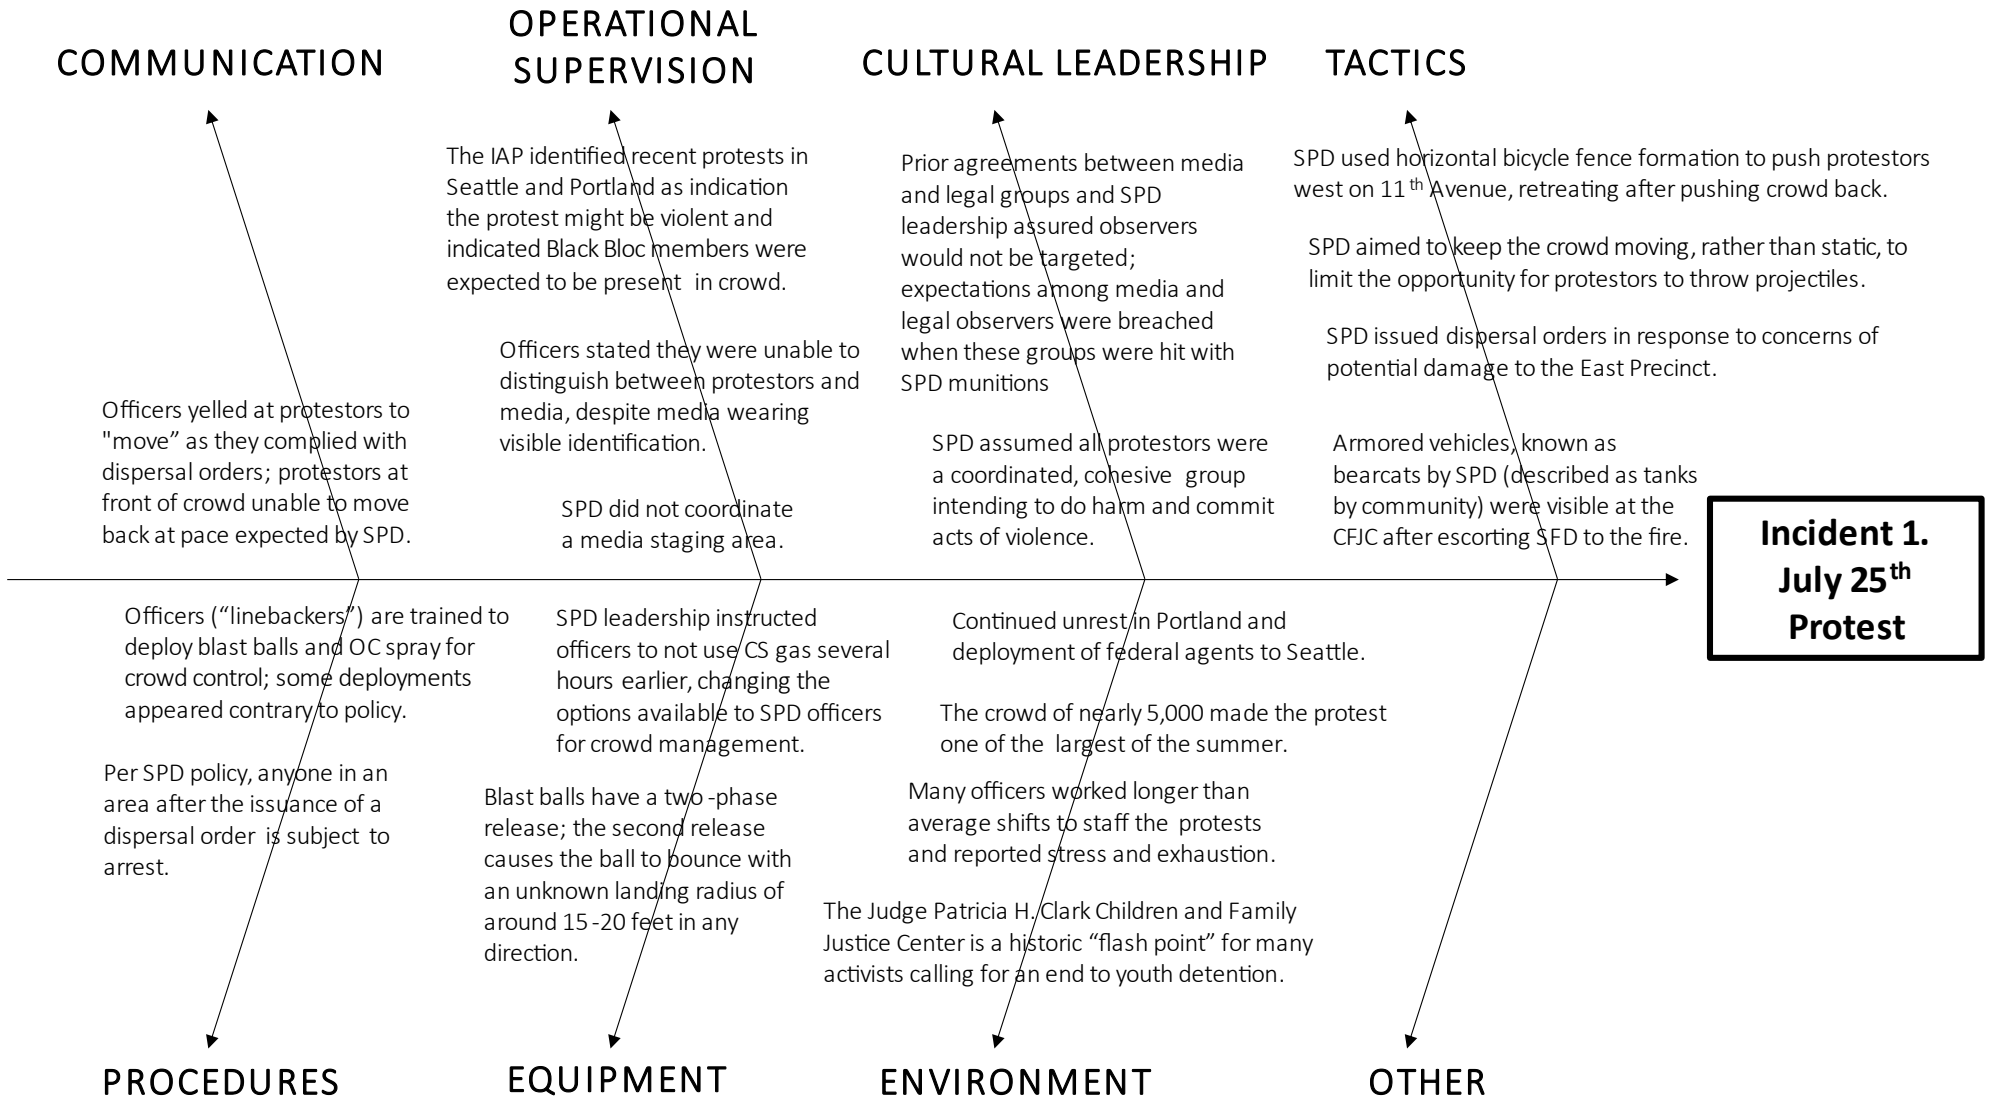 COMMUNICATION
OPERATIONAL
SUPERVISION
CULTURAL LEADERSHIP
TACTICS
Officers yelled at protestors to
"move” as they complied with
dispersal orders; protestors at
front of crowd unable to move
back at pace expected by SPD.
The IAP identified recent protests in
Seattle and Portland as indication
the protest might be violent and
indicated Black Bloc members were
expected to be present in crowd.
Officers stated they were unable to
distinguish between protestors and
media, despite media wearing
visible identification.
SPD did not coordinate
a media staging area.
Prior agreements between media
and legal groups and SPD
leadership assured observers
would not be targeted;
expectations among media and
legal observers were breached
when these groups were hit with
SPD munitions
SPD assumed all protestors were
a coordinated, cohesive group
intending to do harm and commit
acts of violence.
SPD used horizontal bicycle fence formation to push protestors
west on 11th Avenue, retreating after pushing crowd back.
SPD aimed to keep the crowd moving, rather than static, to
limit the opportunity for protestors to throw projectiles.
SPD issued dispersal orders in response to concerns of
potential damage to the East Precinct.
Armored vehicles, known as
bearcats by SPD (described as tanks
by community) were visible at the
CFJC after escorting SFD to the fire.
Incident 1.
July 25th
Protest
Officers (“linebackers”) are trained to
deploy blast balls and OC spray for
crowd control; some deployments
appeared contrary to policy.
Per SPD policy, anyone in an
area after the issuance of a
dispersal order is subject to
arrest.
SPD leadership instructed
officers to not use CS gas several
hours earlier, changing the
options available to SPD officers
for crowd management.
Blast balls have a two -phase
release; the second release
causes the ball to bounce with
an unknown landing radius of
around 15 -20 feet in any
direction.
Continued unrest in Portland and
deployment of federal agents to Seattle.
The crowd of nearly 5,000 made the protest
one of the largest of the summer.
Many officers worked longer than
average shifts to staff the protests
and reported stress and exhaustion.
The Judge Patricia H. Clark Children and Family
Justice Center is a historic “flash point” for many
activists calling for an end to youth detention.
PROCEDURES
EQUIPMENT
ENVIRONMENT
OTHER